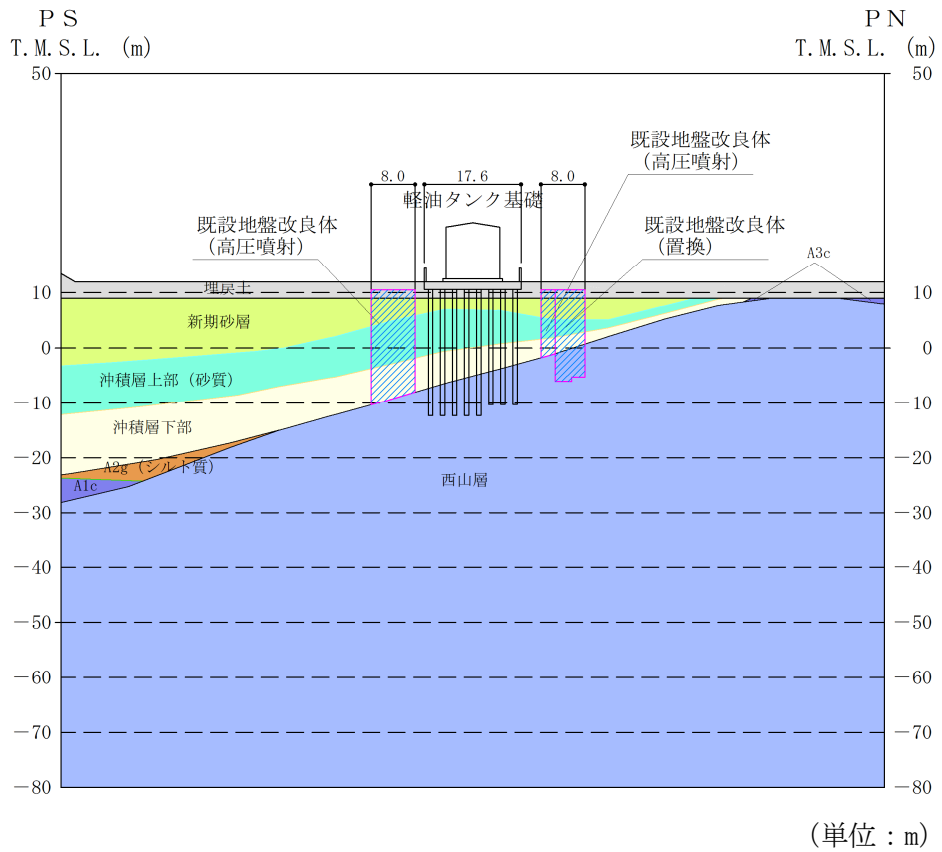 PS
PN
T.M.S.L. (m)
T.M.S.L. (m)
50
50
既設地盤改良体
(高圧噴射)
8.0
17.6
8.0
軽油タンク基礎
既設地盤改良体
(高圧噴射)
既設地盤改良体
(置換)
A3c
10
埋戻土
10
新期砂層
0
0
沖積層上部(砂質)
-10
-10
沖積層下部
-20
A2g(シルト質)
-20
A1c
西山層
-30
-30
-40
-40
-50
-50
-60
-60
-70
-70
-80
-80
(単位:m)